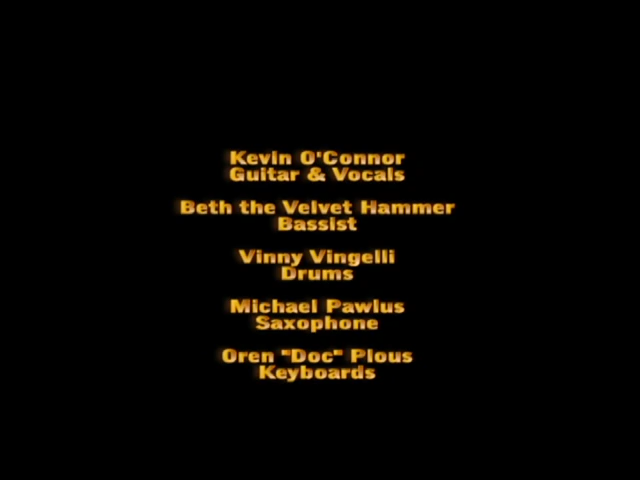 Kevin O'Connor
Guitar & Vocals
Beth the Velvet Hammer
Bassist
Vinny Vingelli
Drums
Michael Pawlus
Saxophone
Oren "Doc" Plous
Keyboards